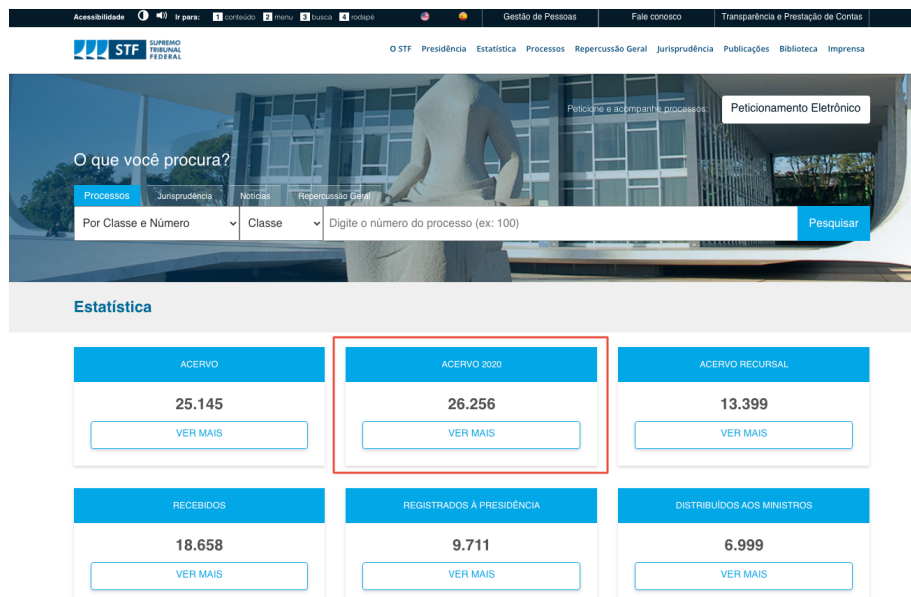 Acessibilidade Ir para: 1 conteúdo 2 menu 3 busca 4 rodapé Gestão de Pessoas Fale conosco Transparência e Prestação de Contas
STF SUPREMO TRIBUNAL FEDERAL
O STF Presidência Estatística Processos Repercussão Geral Jurisprudência Publicações Biblioteca Imprensa
Peticione e acompanhe processos: Peticionamento Eletrônico
O que você procura?
Processos Jurisprudência Notícias Repercussão Geral
Por Classe e Número Classe Digite o número do processo (ex: 100) Pesquisar
Estatística
ACERVO ACERVO 2020 ACERVO RECURSAL
25.145 26.256 13.399
VER MAIS VER MAIS VER MAIS
RECEBIDOS REGISTRADOS À PRESIDÊNCIA DISTRIBUÍDOS AOS MINISTROS
18.658 9.711 6.999
VER MAIS VER MAIS VER MAIS